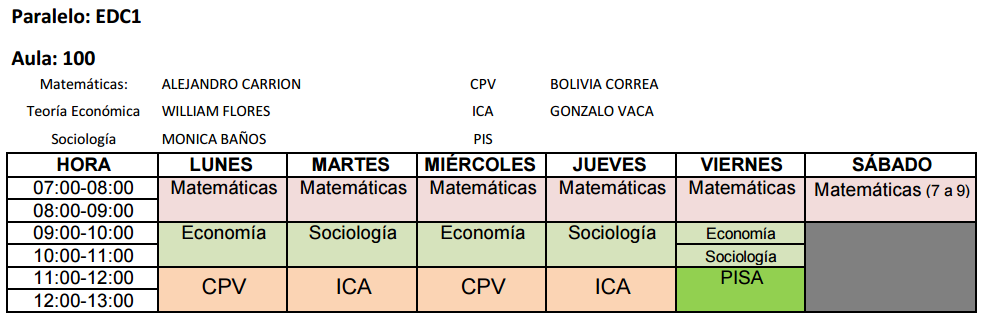 Paralelo: EDC1
Aula: 100
Matemáticas: ALEJANDRO CARRION CPV BOLIVIA CORREA
Teoría Económica WILLIAM FLORES ICA GONZALO VACA
Sociología MONICA BAÑOS PIS
HORA LUNES MARTES MIÉRCOLES JUEVES VIERNES SÁBADO
07:00-08:00 Matemáticas Matemáticas Matemáticas Matemáticas Matemáticas Matemáticas (7 a 9)
08:00-09:00
09:00-10:00 Economía Sociología Economía Sociología Economía
10:00-11:00 Sociología
11:00-12:00 CPV ICA CPV ICA PISA
12:00-13:00